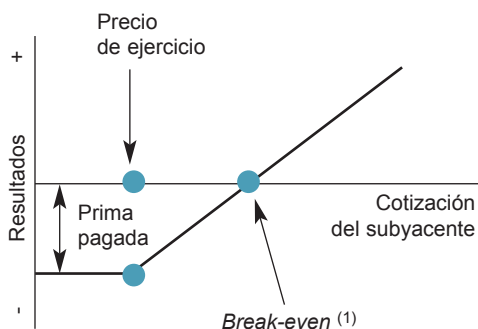 Precio
de ejercicio
+
Resultados
-
Prima
pagada
Cotización
del subyacente
Break-even (1)